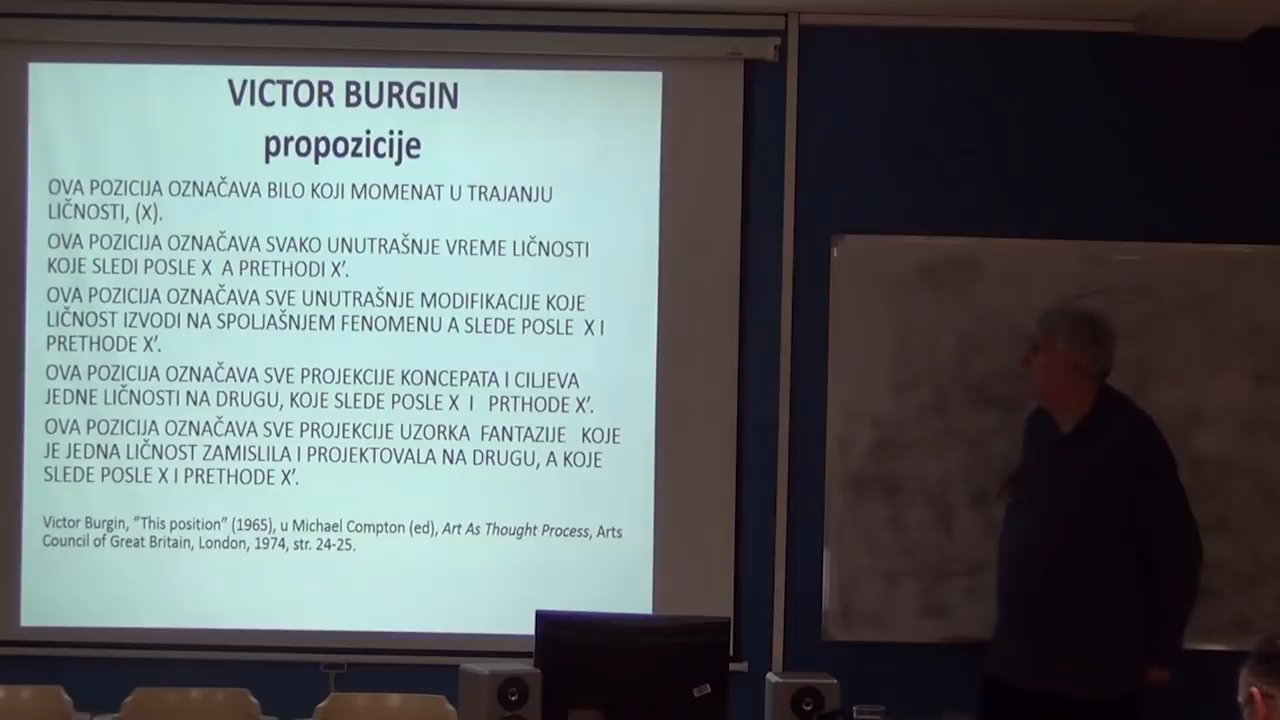 VICTOR BURGIN
propozicije
OVA POZICIJA OZNAČAVA BILO KOJI MOMENAT U TRAJANJU
LIČNOSTI, (X).
OVA POZICIJA OZNAČAVA SVAKO UNUTRAŠNJE VREME LIČNOSTI
KOJE SLEDI POSLE X A PRETHODI X’.
OVA POZICIJA OZNAČAVA SVE UNUTRAŠNJE MODIFIKACIJE KOJE
LIČNOST IZVODI NA SPOLJAŠNJEM FENOMENU A SLEDE POSLE X I
PRETHODE X’.
OVA POZICIJA OZNAČAVA SVE PROJEKCIJE KONCEPATA I CILJEVA
JEDNE LIČNOSTI NA DRUGU, KOJE SLEDE POSLE X I PRTHODE X’.
OVA POZICIJA OZNAČAVA SVE PROJEKCIJE UZORKA FANTAZIJE KOJE
JE JEDNA LIČNOST ZAMISLILA I PROJEKTOVALA NA DRUGU, A KOJE
SLEDE POSLE X I PRETHODE X’.
Victor Burgin, “This position” (1965), u Michael Compton (ed), Art As Thought Process, Arts
Council of Great Britain, London, 1974, str. 24-25.